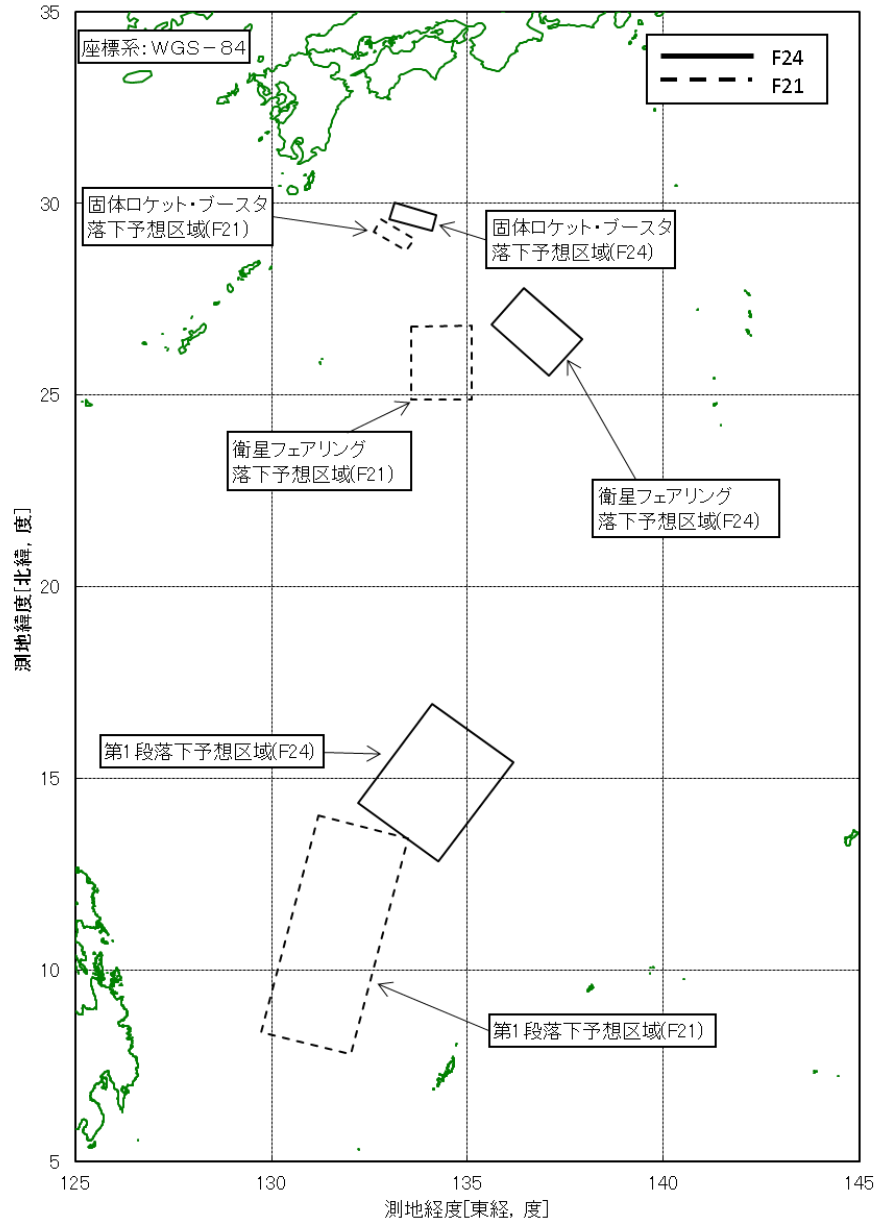 35
座標系:WGS-84
F24
F21
30
固体ロケット・ブースタ
落下予想区域(F21)
固体ロケット・ブースタ
落下予想区域(F24)
25
衛星フェアリング
落下予想区域(F21)
衛星フェアリング
落下予想区域(F24)
測地緯度[北緯, 度]
20
第1段落下予想区域(F24)
15
10
第1段落下予想区域(F21)
5
125
130
135
140
145
測地経度[東経, 度]